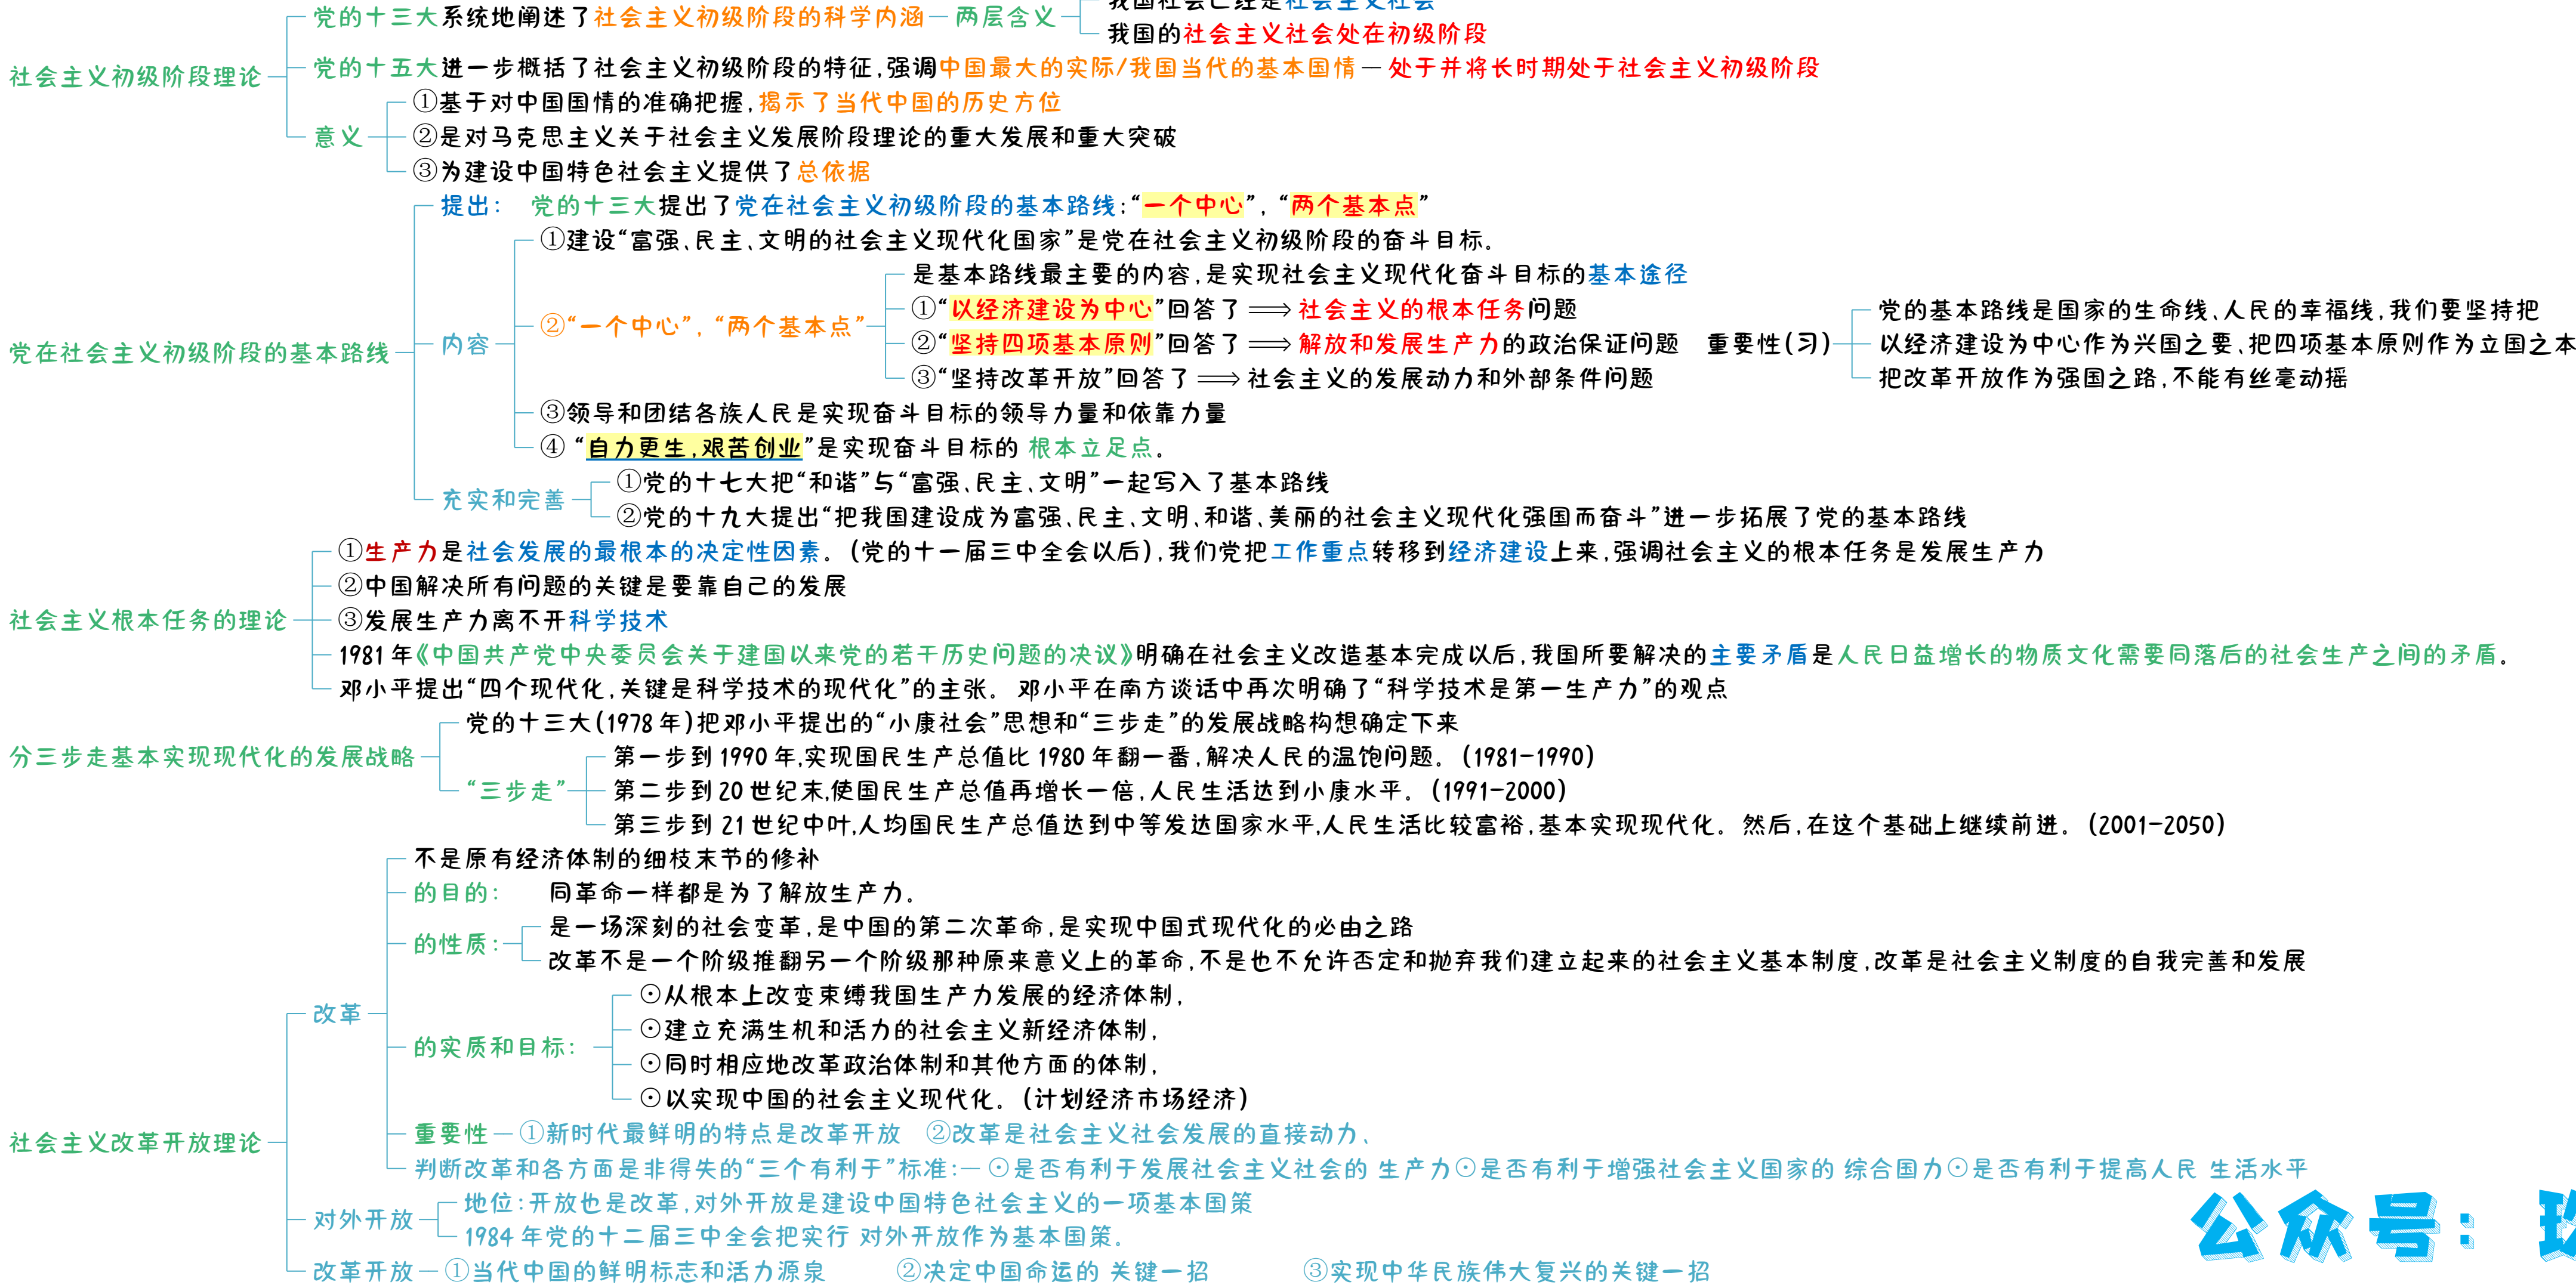 我国社会已经是社会主义社会
党的十三大系统地阐述了社会主义初级阶段的科学内涵 两层含义
我国的社会主义社会处在初级阶段
社会主义初级阶段理论
党的十五大进一步概括了社会主义初级阶段的特征,强调中国最大的实际/我国当代的基本国情 处于并将长时期处于社会主义初级阶段
意义
①基于对中国国情的准确把握,揭示了当代中国的历史方位
②是对马克思主义关于社会主义发展阶段理论的重大发展和重大突破
③为建设中国特色社会主义提供了总依据
党在社会主义初级阶段的基本路线
提出: 党的十三大提出了党在社会主义初级阶段的基本路线;“一个中心”, “两个基本点”
内容
①建设“富强、民主、文明的社会主义现代化国家”是党在社会主义初级阶段的奋斗目标。
②“一个中心”, “两个基本点”
是基本路线最主要的内容,是实现社会主义现代化奋斗目标的基本途径
①“以经济建设为中心”回答了⟹社会主义的根本任务问题
②“坚持四项基本原则”回答了⟹解放和发展生产力的政治保证问题
③“坚持改革开放”回答了⟹社会主义的发展动力和外部条件问题
重要性(习)
党的基本路线是国家的生命线、人民的幸福线,我们要坚持把
以经济建设为中心作为兴国之要、把四项基本原则作为立国之本
把改革开放作为强国之路,不能有丝毫动摇
③领导和团结各族人民是实现奋斗目标的领导力量和依靠力量
④ “自力更生,艰苦创业”是实现奋斗目标的 根本立足点。
充实和完善
①党的十七大把“和谐”与“富强、民主、文明”一起写入了基本路线
②党的十九大提出“把我国建设成为富强、民主、文明、和谐、美丽的社会主义现代化强国而奋斗”进一步拓展了党的基本路线
社会主义根本任务的理论
①生产力是社会发展的最根本的决定性因素。(党的十一届三中全会以后),我们党把工作重点转移到经济建设上来,强调社会主义的根本任务是发展生产力
②中国解决所有问题的关键是要靠自己的发展
③发展生产力离不开科学技术
1981年《中国共产党中央委员会关于建国以来党的若干历史问题的决议》明确在社会主义改造基本完成以后,我国所要解决的主要矛盾是人民日益增长的物质文化需要同落后的社会生产之间的矛盾。
邓小平提出“四个现代化,关键是科学技术的现代化”的主张。 邓小平在南方谈话中再次明确了“科学技术是第一生产力”的观点
分三步走基本实现现代化的发展战略
党的十三大(1978年)把邓小平提出的“小康社会”思想和“三步走”的发展战略构想确定下来
“三步走”
第一步到1990年,实现国民生产总值比1980年翻一番,解决人民的温饱问题。(1981-1990)
第二步到20世纪末,使国民生产总值再增长一倍,人民生活达到小康水平。(1991-2000)
第三步到21世纪中叶,人均国民生产总值达到中等发达国家水平,人民生活比较富裕,基本实现现代化。然后,在这个基础上继续前进。(2001-2050)
社会主义改革开放理论
改革
不是原有经济体制的细枝末节的修补
的目的: 同革命一样都是为了解放生产力。
的性质:
是一场深刻的社会变革,是中国的第二次革命,是实现中国式现代化的必由之路
改革不是一个阶级推翻另一个阶级那种原来意义上的革命,不是也不允许否定和抛弃我们建立起来的社会主义基本制度,改革是社会主义制度的自我完善和发展
的实质和目标:
⊙从根本上改变束缚我国生产力发展的经济体制,
⊙建立充满生机和活力的社会主义新经济体制,
⊙同时相应地改革政治体制和其他方面的体制,
⊙以实现中国的社会主义现代化。(计划经济市场经济)
重要性 ①新时代最鲜明的特点是改革开放 ②改革是社会主义社会发展的直接动力、
判断改革和各方面是非得失的“三个有利于”标准: ⊙是否有利于发展社会主义社会的 生产力⊙是否有利于增强社会主义国家的 综合国力⊙是否有利于提高人民 生活水平
对外开放
地位:开放也是改革,对外开放是建设中国特色社会主义的一项基本国策
1984年党的十二届三中全会把实行 对外开放作为基本国策。
改革开放 ①当代中国的鲜明标志和活力源泉 ②决定中国命运的 关键一招 ③实现中华民族伟大复兴的关键一招
公众号: